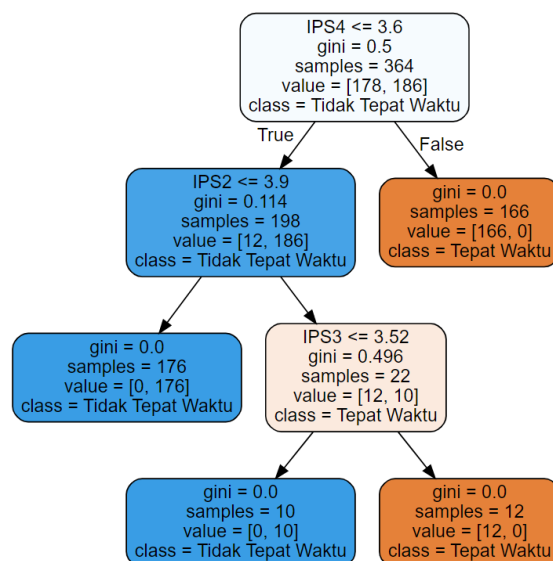 IPS4 <= 3.6
gini = 0.5
samples = 364
value = [178, 186]
class = Tidak Tepat Waktu
True
False
IPS2 <= 3.9
gini = 0.114
samples = 198
value = [12, 186]
class = Tidak Tepat Waktu
gini = 0.0
samples = 166
value = [166, 0]
class = Tepat Waktu
gini = 0.0
samples = 176
value = [0, 176]
class = Tidak Tepat Waktu
IPS3 <= 3.52
gini = 0.496
samples = 22
value = [12, 10]
class = Tepat Waktu
gini = 0.0
samples = 10
value = [0, 10]
class = Tidak Tepat Waktu
gini = 0.0
samples = 12
value = [12, 0]
class = Tepat Waktu